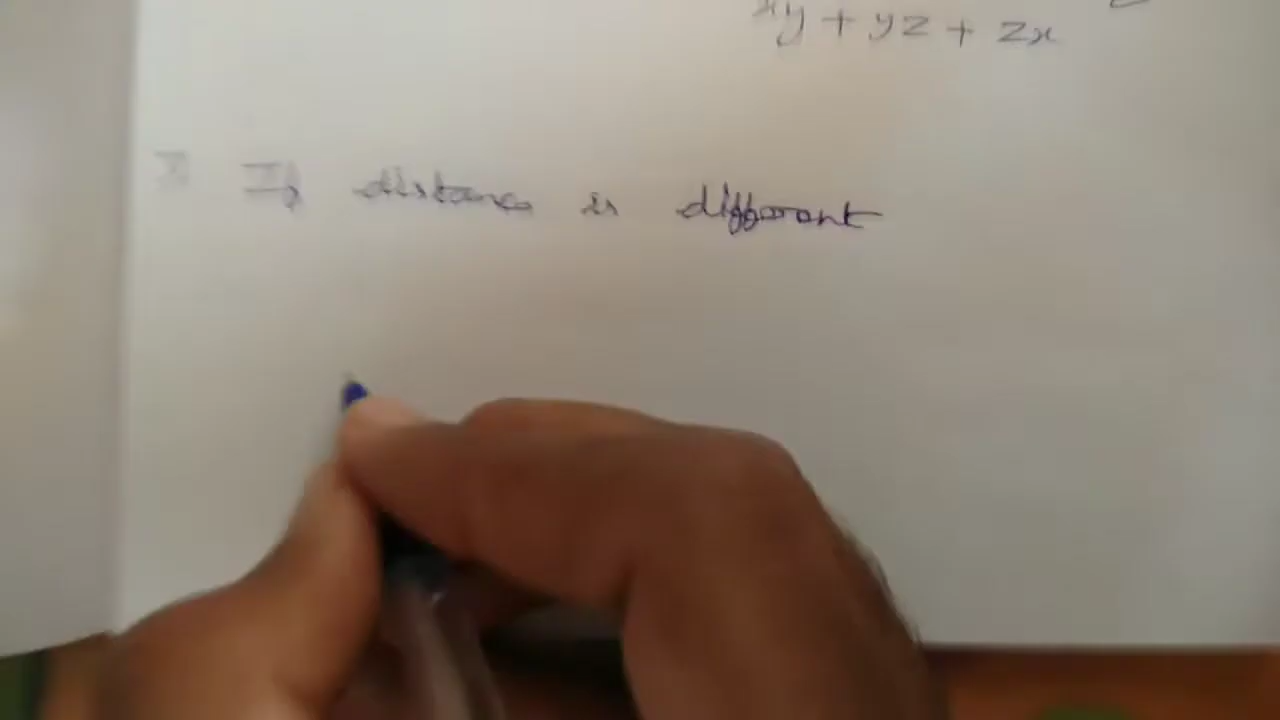 xy + yz + zx
If distance is different